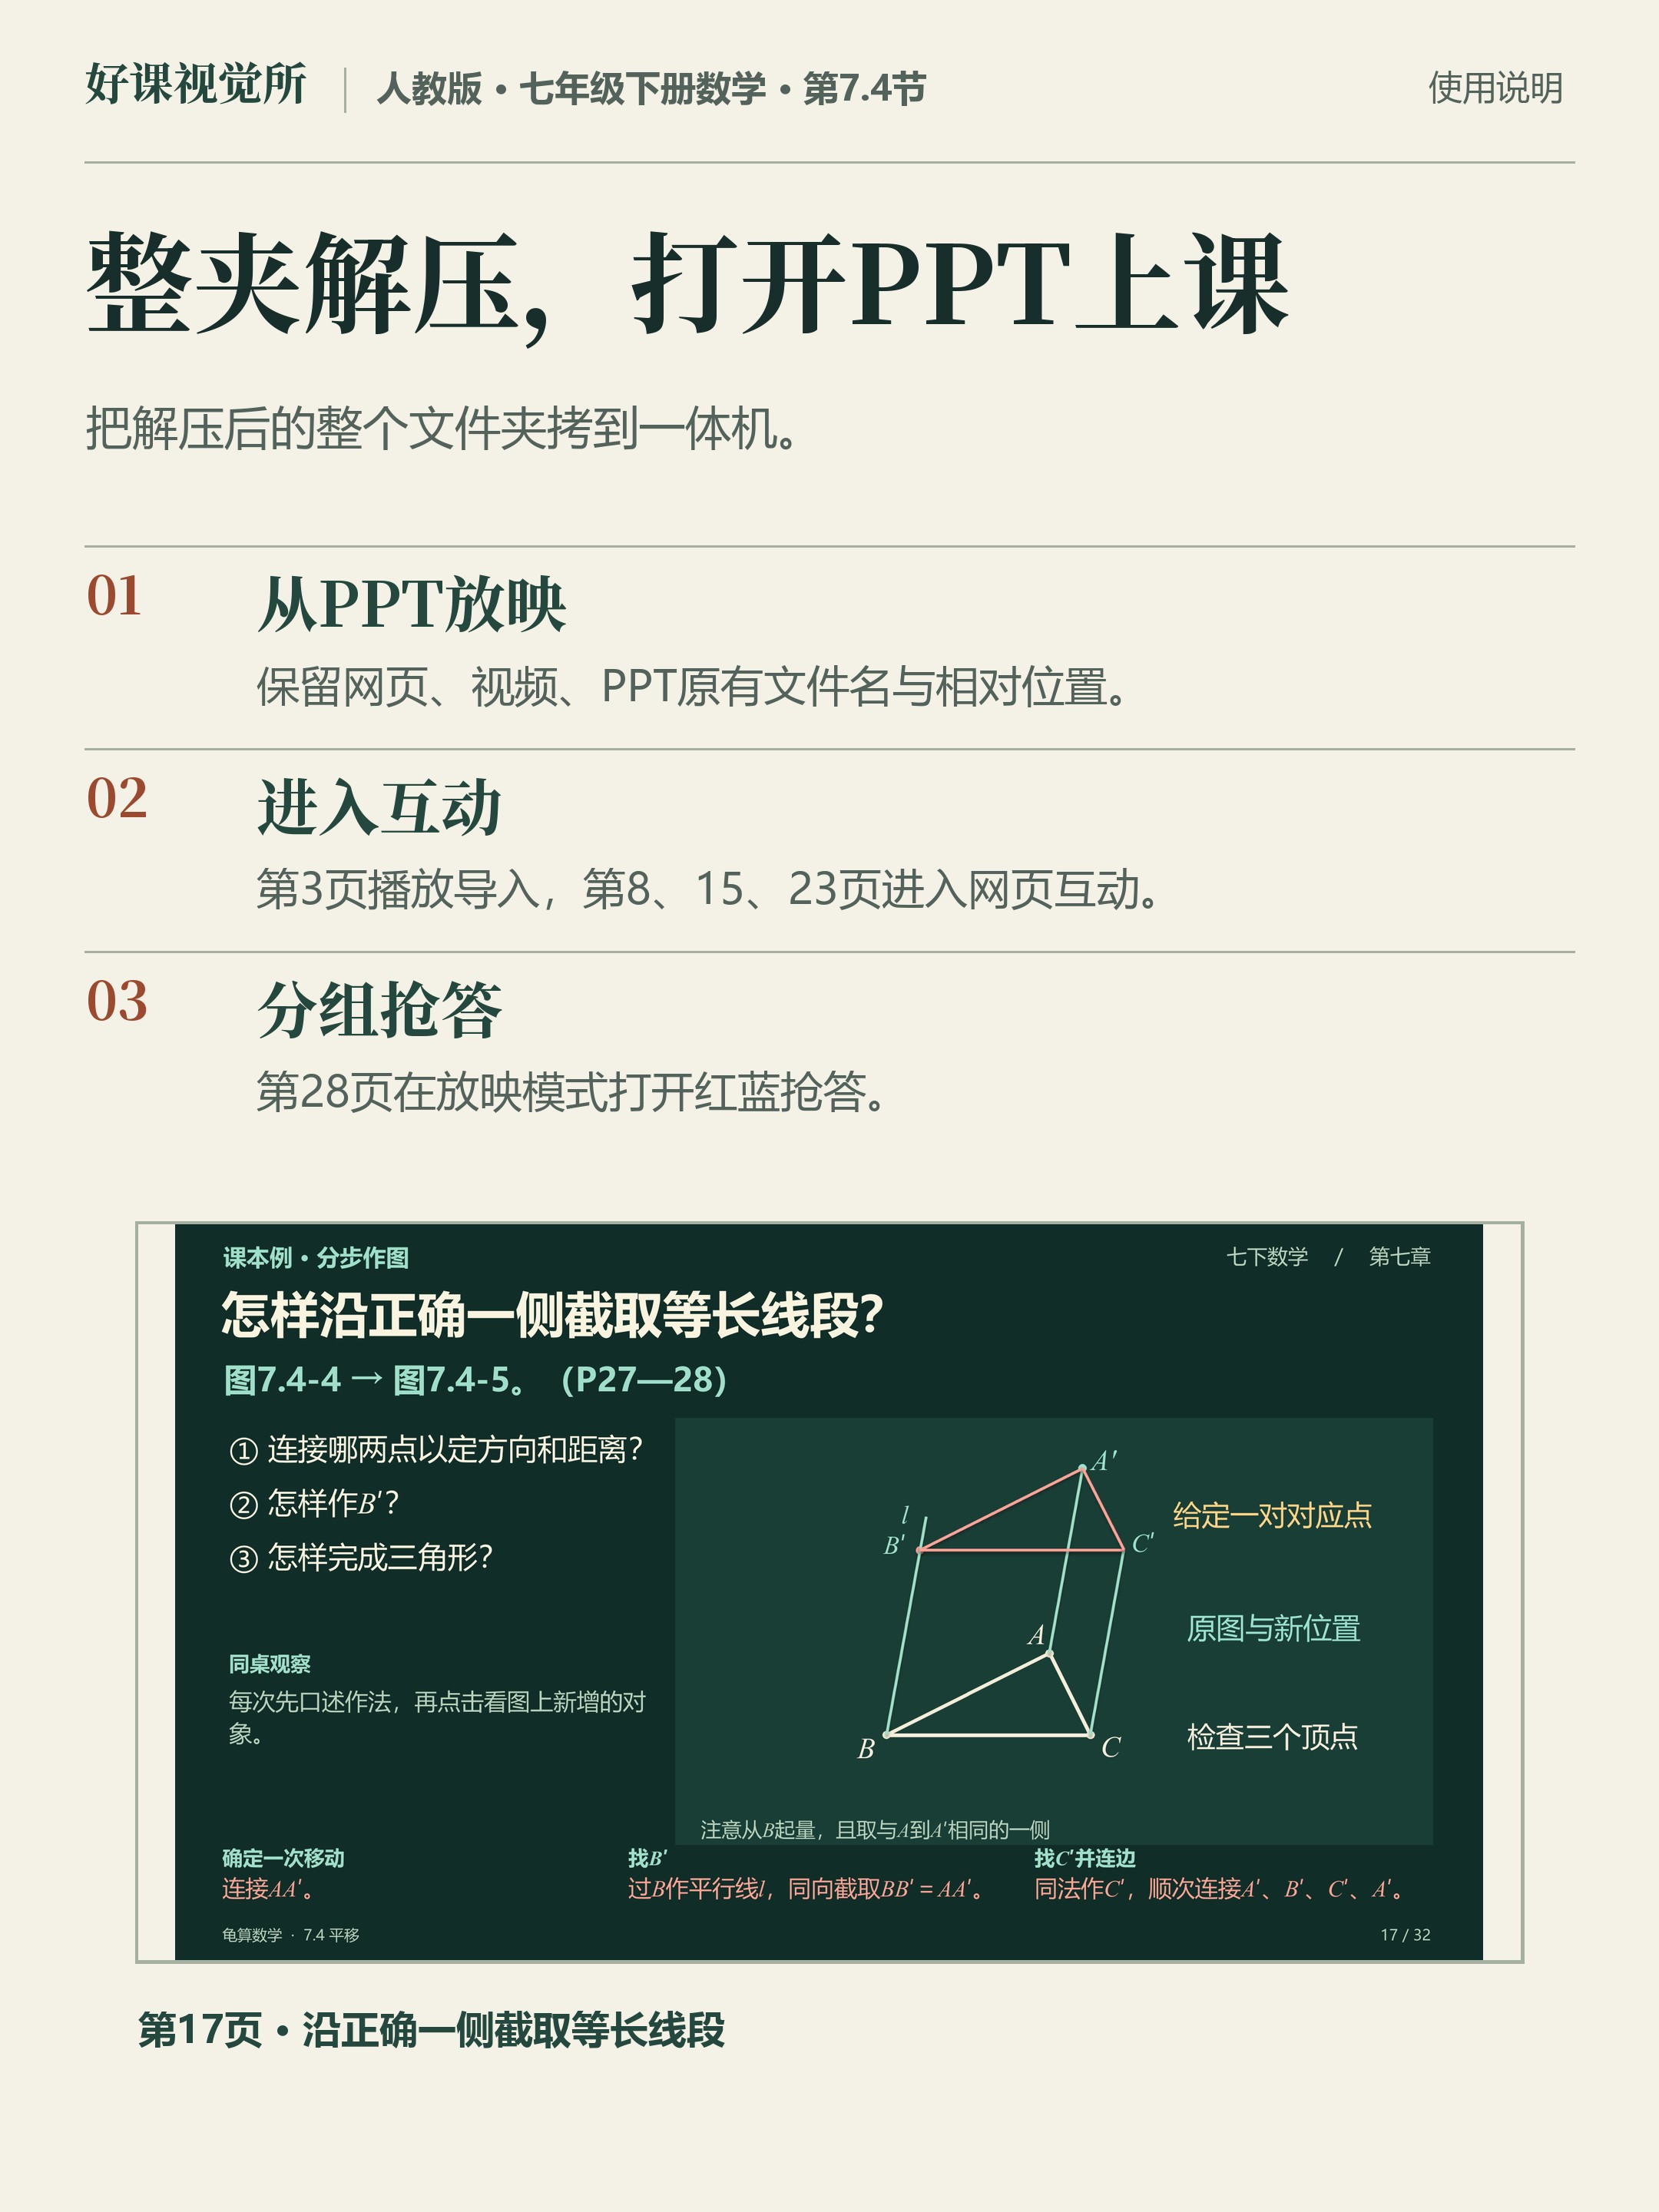 好课视觉所
人教版·七年级下册数学·第7.4节
使用说明
整夹解压，打开PPT上课
把解压后的整个文件夹拷到一体机。
01
从PPT放映
保留网页、视频、PPT原有文件名与相对位置。
02
进入互动
第3页播放导入，第8、15、23页进入网页互动。
03
分组抢答
第28页在放映模式打开红蓝抢答。
课本例·分步作图
七下数学 / 第七章
怎样沿正确一侧截取等长线段？
图7.4-4 → 图7.4-5。（P27—28）
① 连接哪两点以定方向和距离？
② 怎样作B′？
③ 怎样完成三角形？
同桌观察
每次先口述作法，再点击看图上新增的对
象。
A′
l
B′
C′
A
B
C
给定一对对应点
原图与新位置
检查三个顶点
注意从B起量，且取与A到A′相同的一侧
确定一次移动
连接AA′。
找B′
过B作平行线l，同向截取BB′ = AA′。
找C′并连边
同法作C′，顺次连接A′、B′、C′、A′。
龟算数学 · 7.4 平移
17 / 32
第17页·沿正确一侧截取等长线段